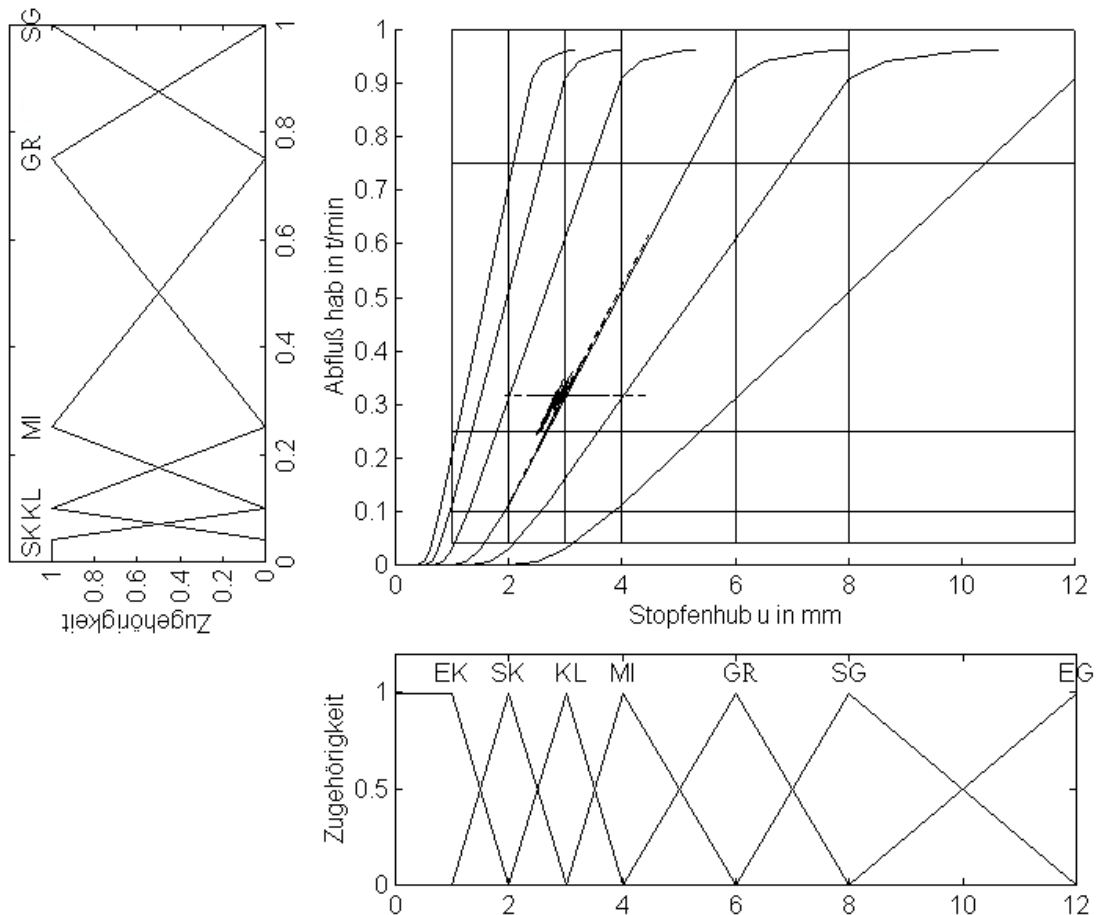 SK KL MI GR SG
0 0.2 0.4 0.6 0.8 1
1 0.8 0.6 0.4 0.2 0
Zugehörigkeit
1
0.9
0.8
0.7
0.6
0.5
0.4
0.3
0.2
0.1
0
Abfluß hab in t/min
0 2 4 6 8 10 12
Stopfenhub u in mm
EK SK KL MI GR SG EG
1
0.5
0
Zugehörigkeit
0 2 4 6 8 10 12